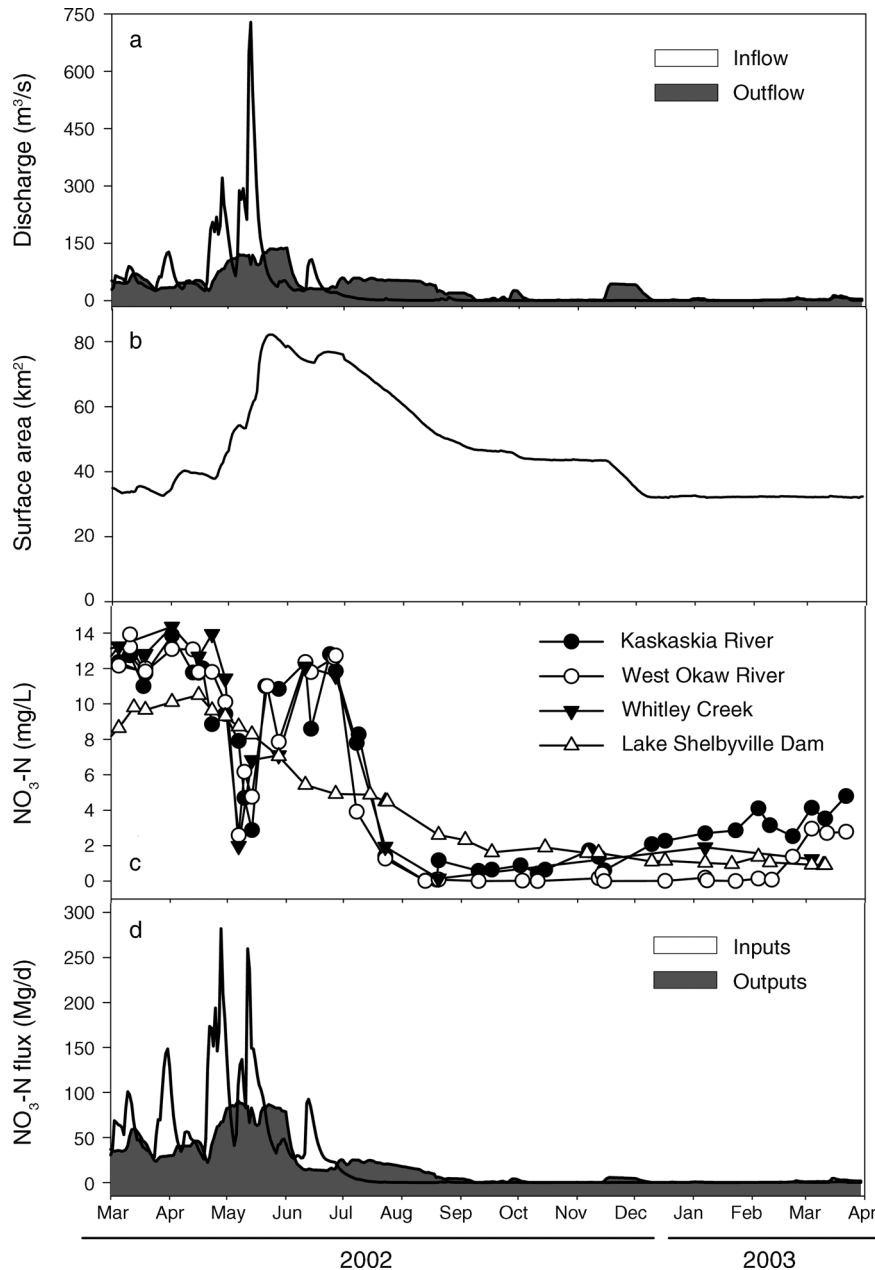 a
Discharge (m³/s)
750
600
450
300
150
0
Inflow
Outflow
b
Surface area (km²)
80
60
40
20
0
c
NO₃-N (mg/L)
14
12
10
8
6
4
2
0
Kaskaskia River
West Okaw River
Whitley Creek
Lake Shelbyville Dam
d
NO₃-N flux (Mg/d)
300
250
200
150
100
50
0
Inputs
Outputs
Mar Apr May Jun Jul Aug Sep Oct Nov Dec Jan Feb Mar Apr
2002 2003